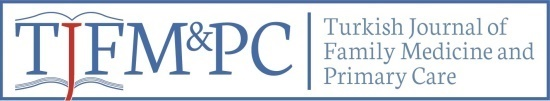 TJFM&PC
Turkish Journal of
Family Medicine and
Primary Care